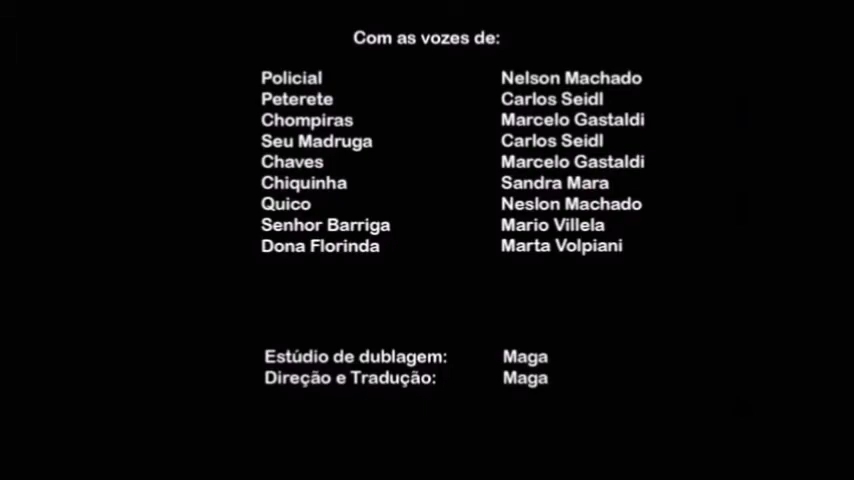 Com as vozes de:
Policial Nelson Machado
Peterete Carlos Seidl
Chompiras Marcelo Gastaldi
Seu Madruga Carlos Seidl
Chaves Marcelo Gastaldi
Chiquinha Sandra Mara
Quico Neslon Machado
Senhor Barriga Mario Villela
Dona Florinda Marta Volpiani
Estúdio de dublagem: Maga
Direção e Tradução: Maga